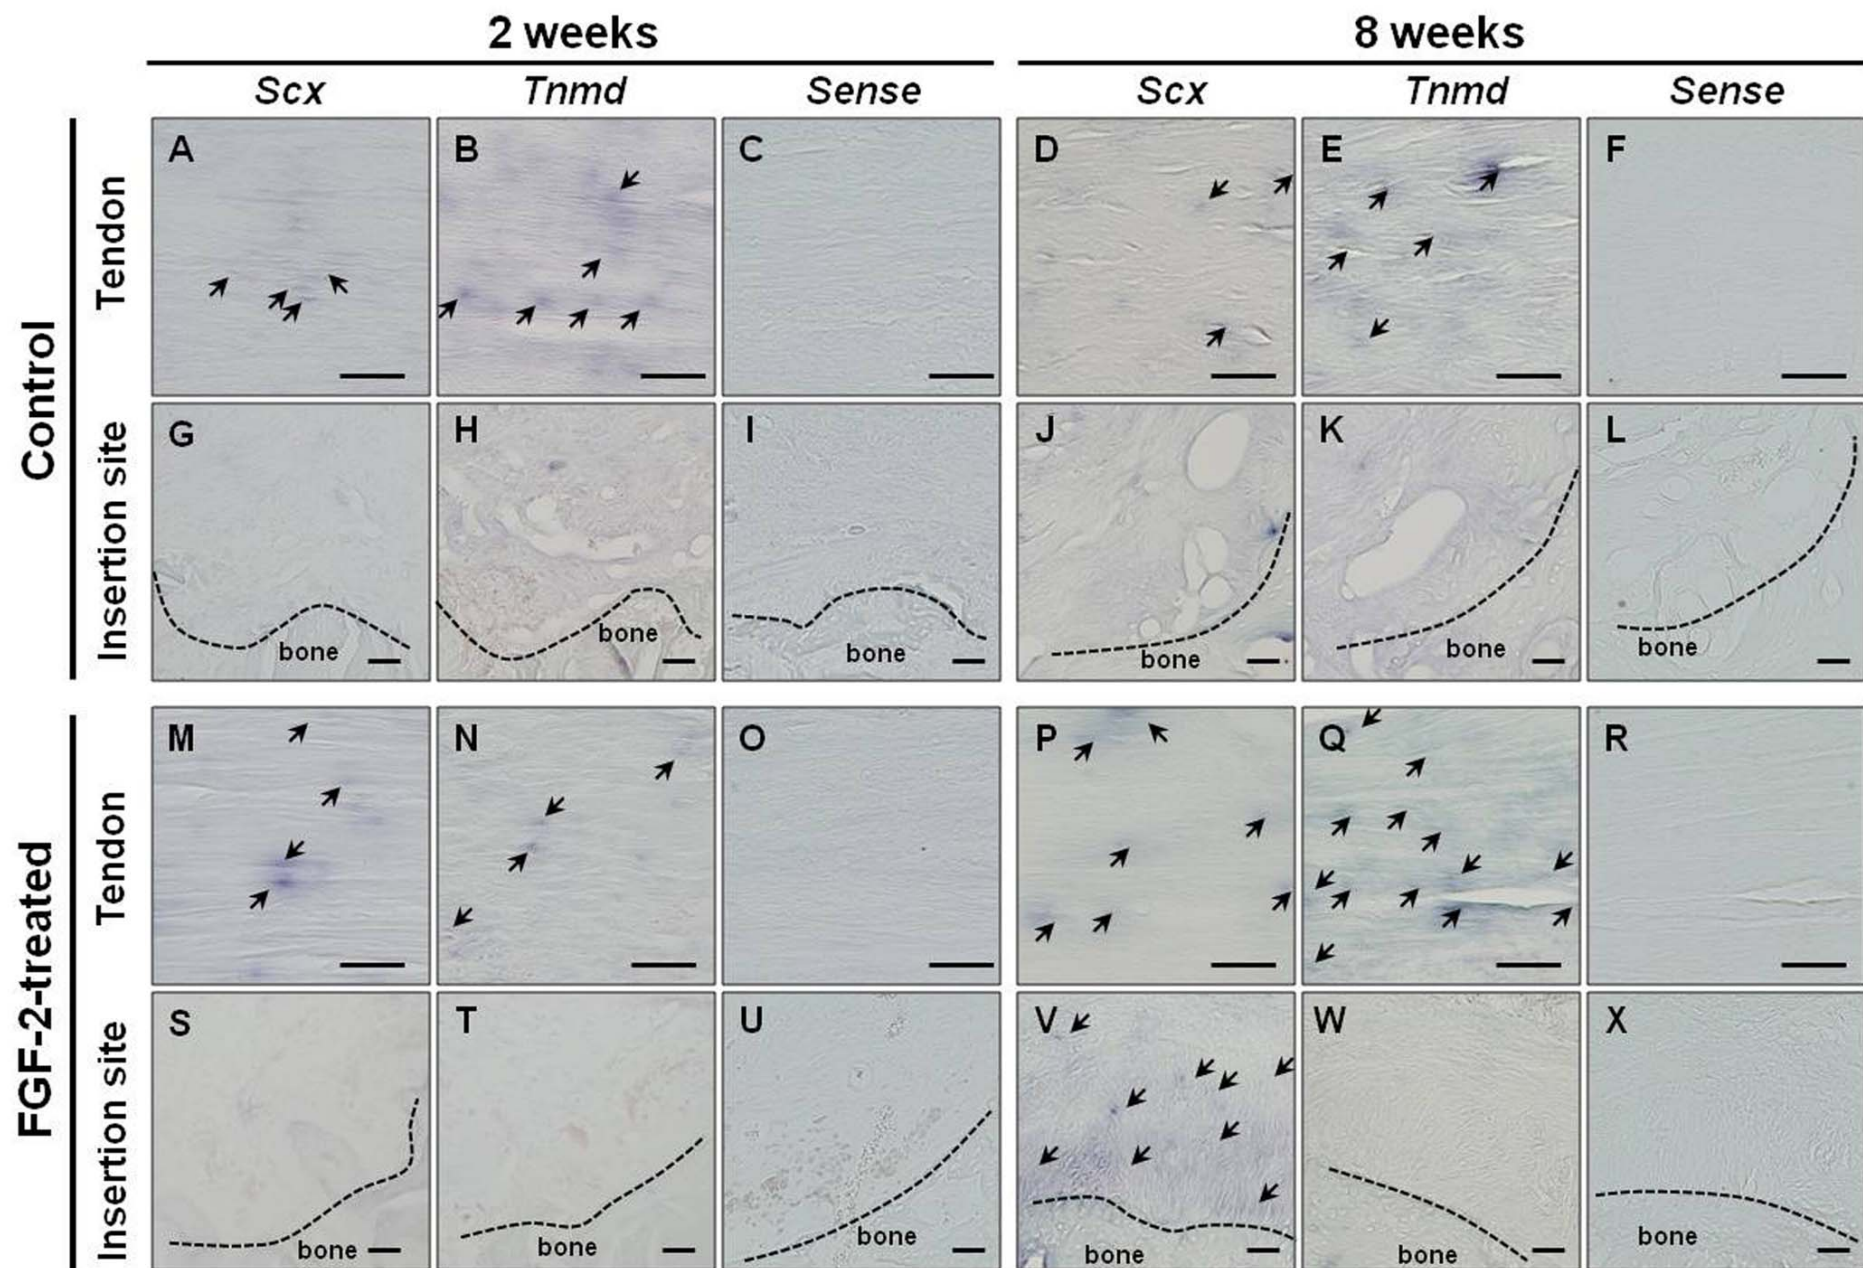 2 weeks 8 weeks
Scx Tnmd Sense Scx Tnmd Sense
Control
Tendon
A B C D E F
Insertion site
G H I J K L
bone bone bone bone bone bone
FGF-2-treated
Tendon
M N O P Q R
Insertion site
S T U V W X
bone bone bone bone bone bone